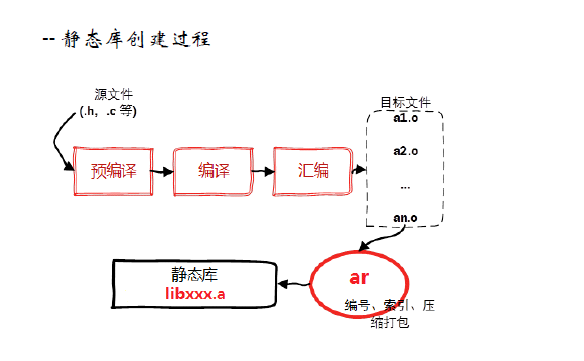 -- 静态库创建过程
源文件
(.h, .c 等)
预编译
编译
汇编
目标文件
a1.o
a2.o
...
an.o
ar
编号、索引、压
缩打包
静态库
libxxx.a